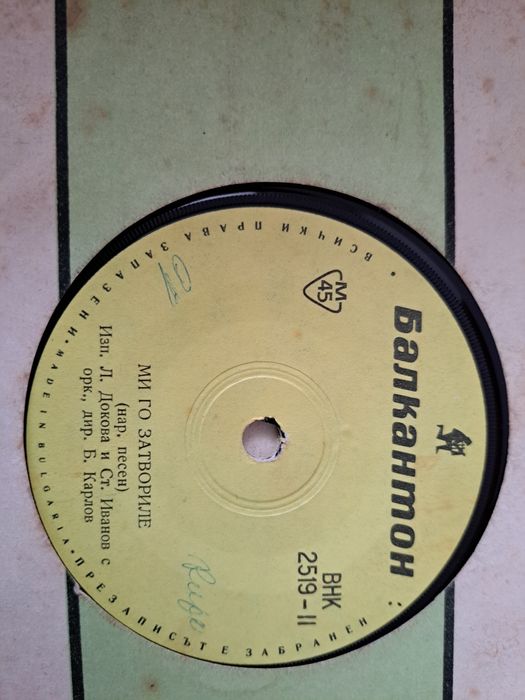 Балкантон
М
45
ВНК
2519-II
МИ ГО ЗАТВОРИЛЕ
(нар. песен)
Изп. Л. Докова и Ст. Иванов с
орк., дир. Б. Карлов
• ВСИЧКИ ПРАВА ЗАПАЗЕНИ • MADE IN BULGARIA • ПРЕЗАПИСЪТ Е ЗАБРАНЕН